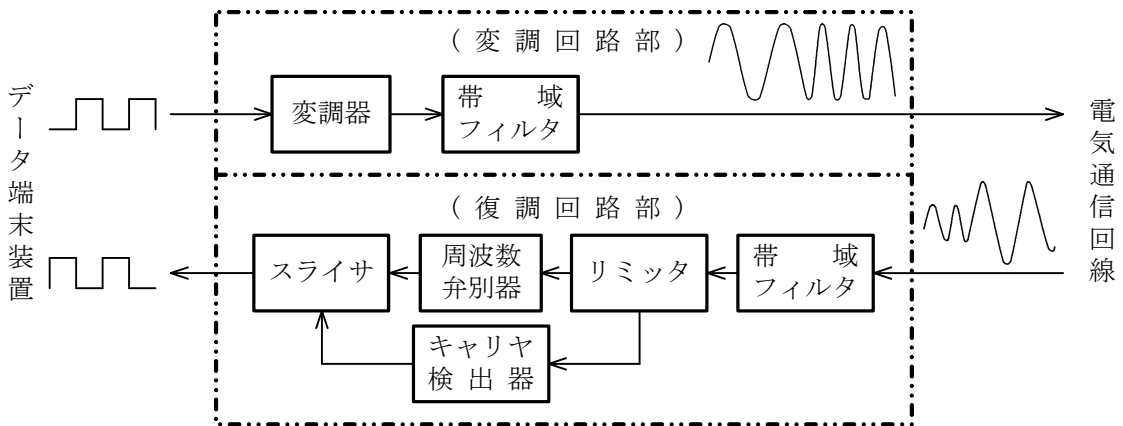 (変調回路部)
データ端末装置
変調器
帯域
フィルタ
電気通信回線
(復調回路部)
スライサ
周波数
弁別器
リミッタ
帯域
フィルタ
キャリヤ
検出器